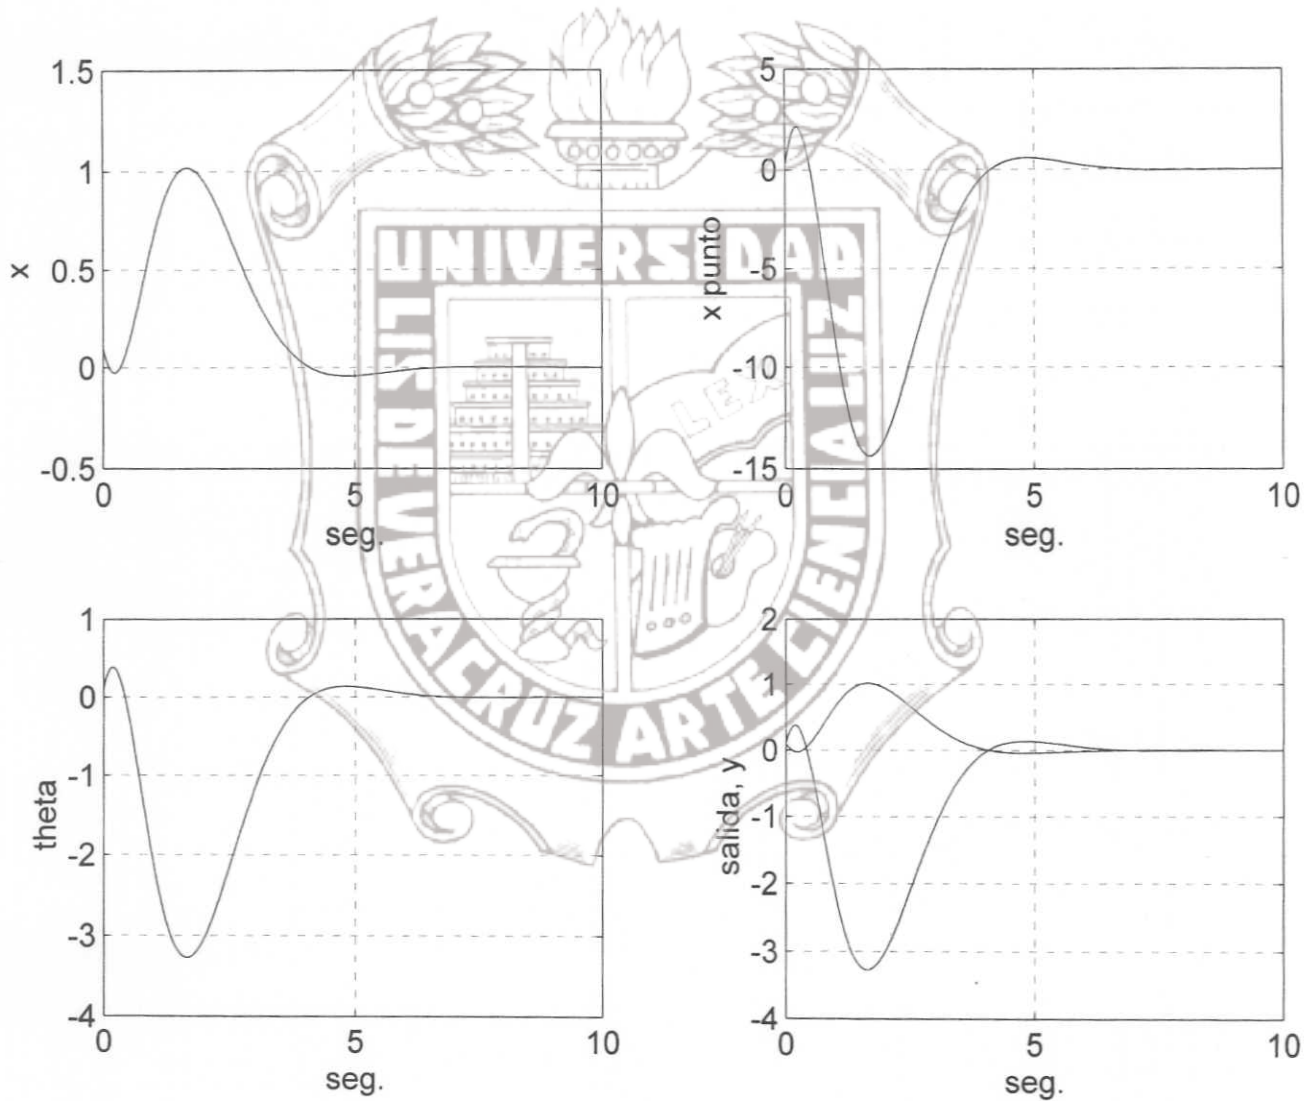 1.5
1
0.5
0
-0.5
x
0
5
10
seg.
5
0
-5
-10
-15
x punto
0
5
10
seg.
1
0
-1
-2
-3
-4
theta
0
5
10
seg.
2
1
0
-1
-2
-3
-4
salida, y
0
5
10
seg.
UNIVERSIDAD
VERACRUZ
LIS DE
ARTE CIENCIA LUZ
LEX